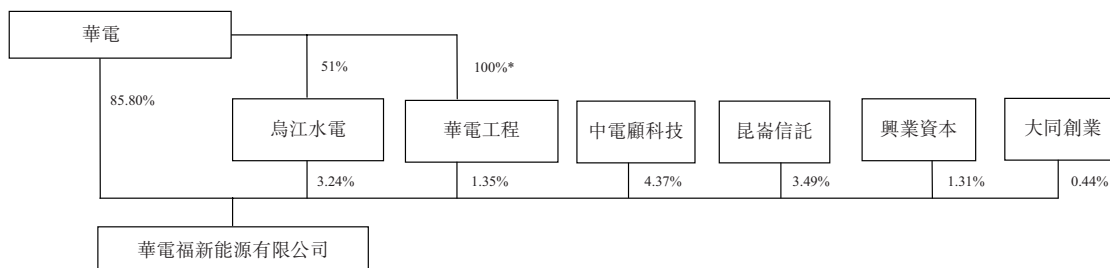 華電
51%
100%*
85.80%
烏江水電
華電工程
中電顧科技
昆崙信託
興業資本
大同創業
3.24%
1.35%
4.37%
3.49%
1.31%
0.44%
華電福新能源有限公司